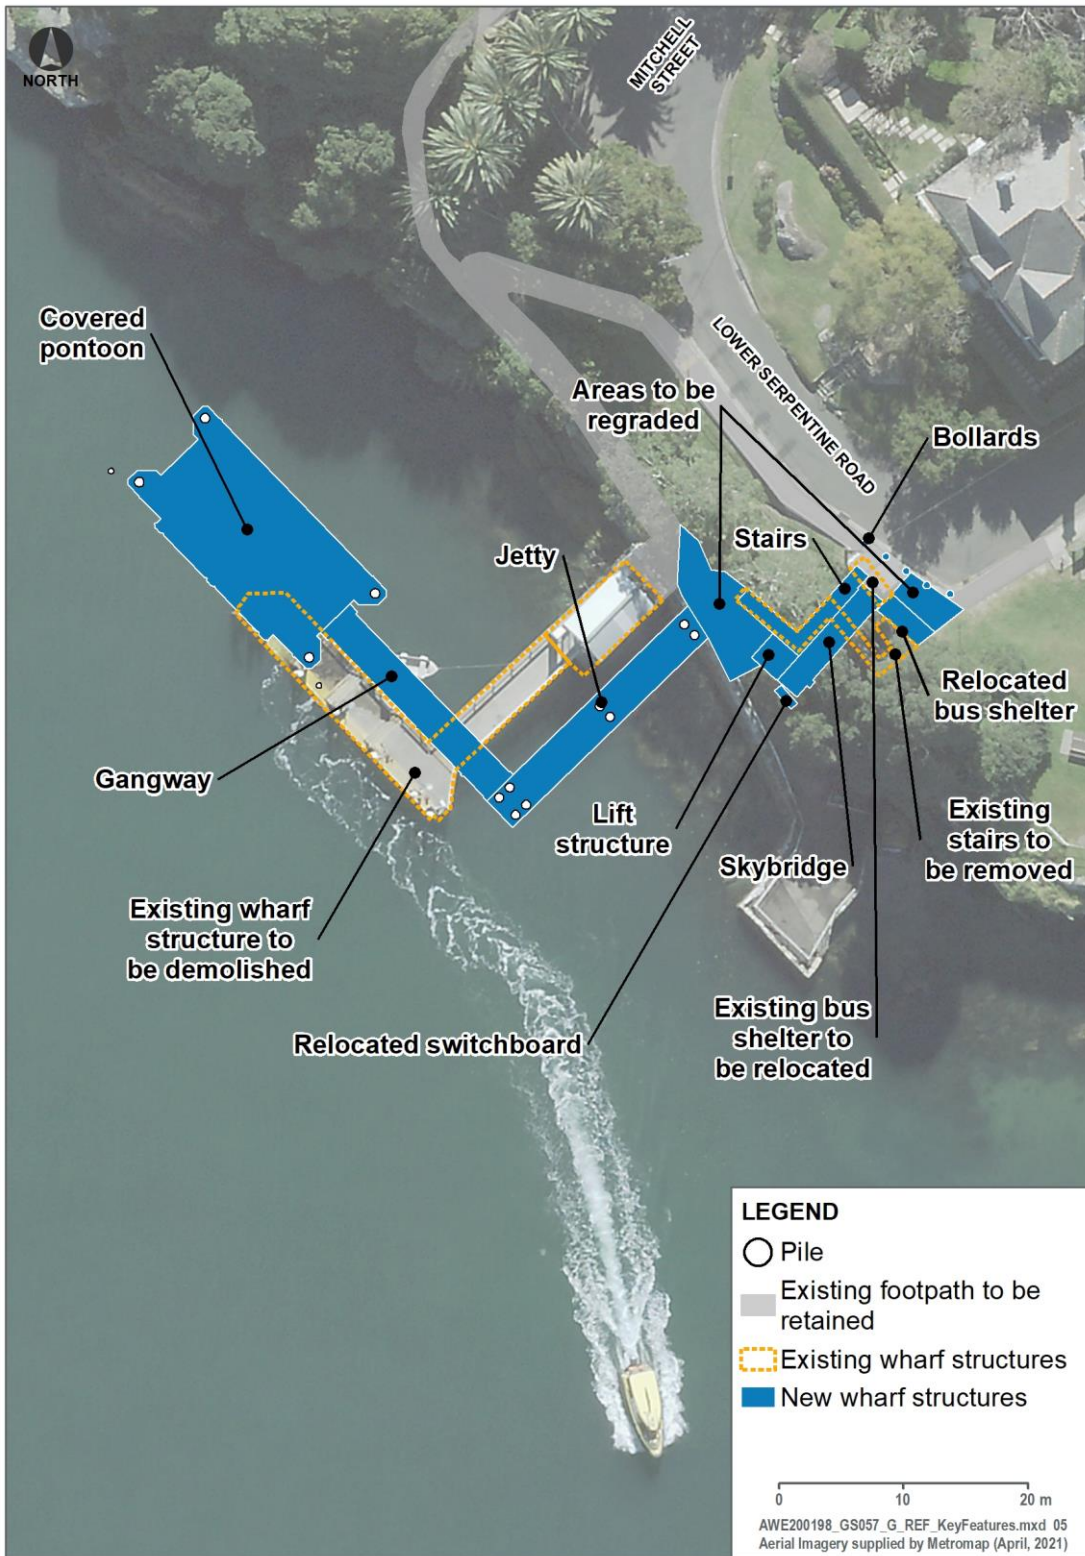 NORTH
MITCHELL
STREET
Covered
pontoon
LOWER SERPENTINE ROAD
Areas to be
regraded
Bollards
Stairs
Jetty
Relocated
bus shelter
Gangway
Lift
structure
Existing
stairs to
be removed
Skybridge
Existing wharf
structure to
be demolished
Existing bus
shelter to
be relocated
Relocated switchboard
LEGEND
Pile
Existing footpath to be
retained
Existing wharf structures
New wharf structures
0 10 20 m
AWE200198_GS057_G_REF_KeyFeatures.mxd 05
Aerial Imagery supplied by Metromap (April, 2021)